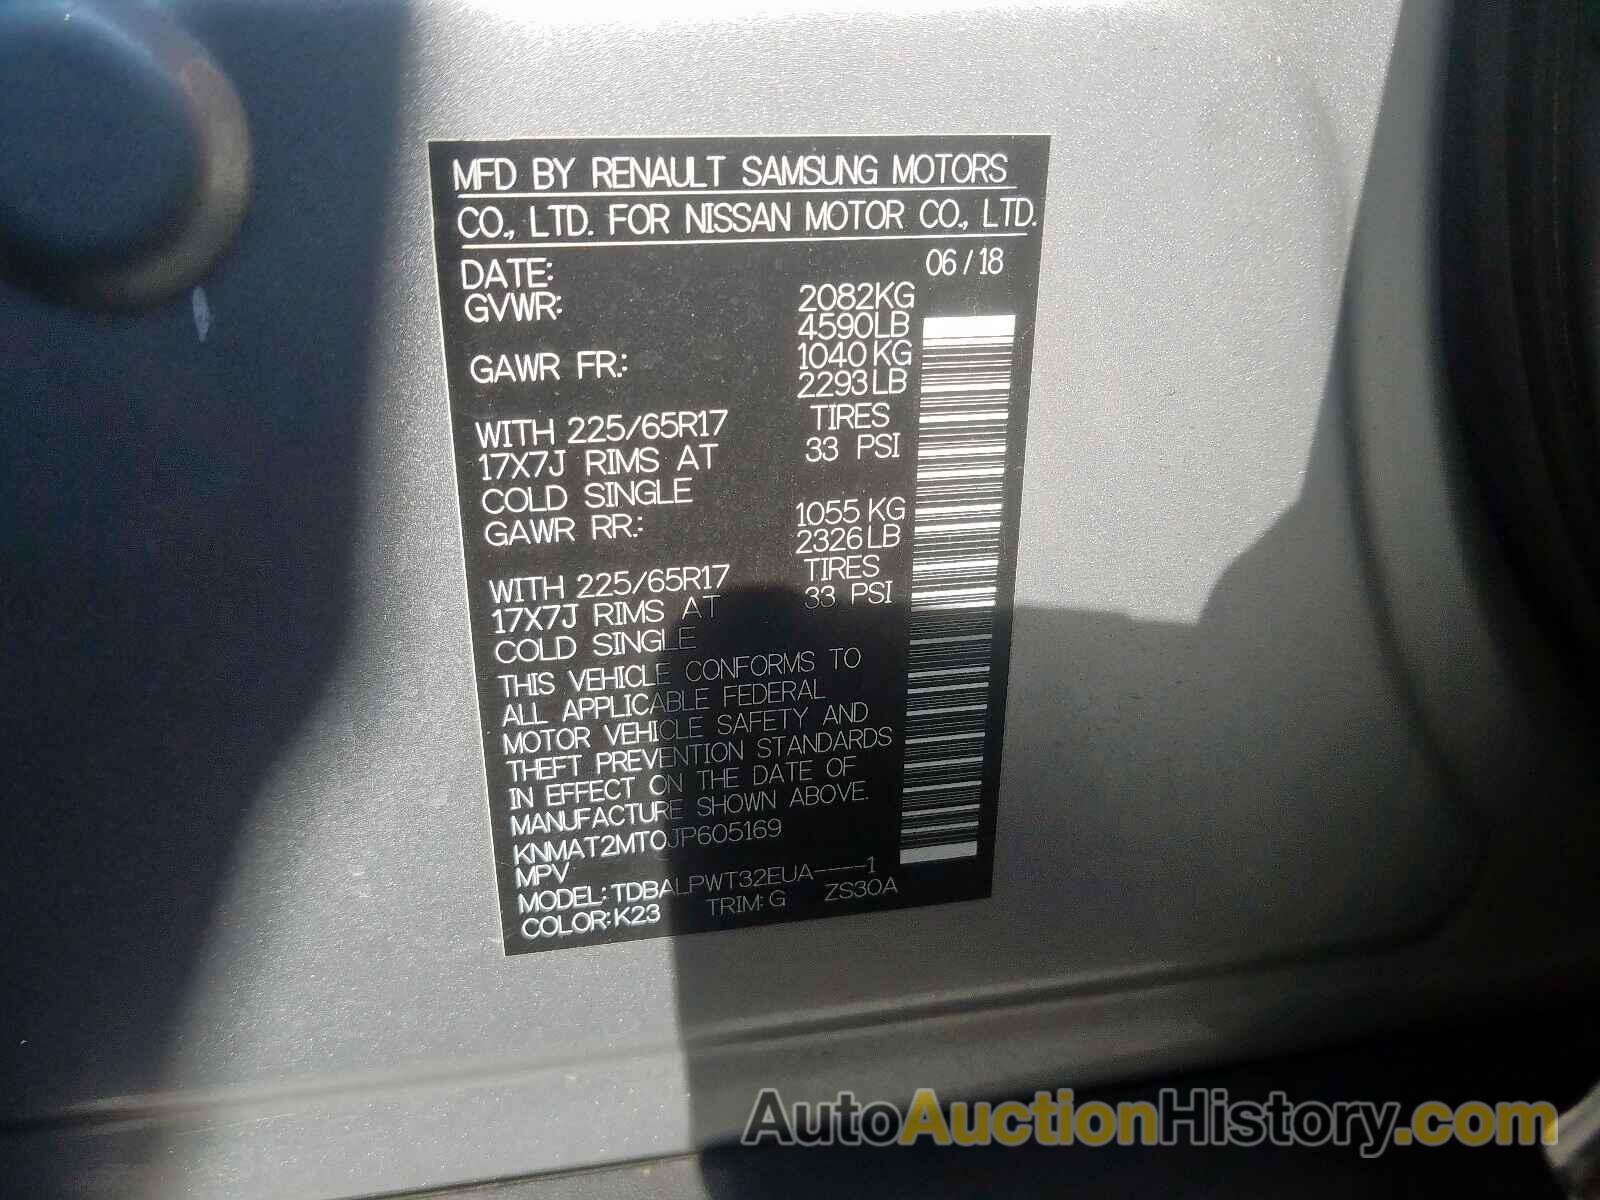 MFD BY RENAULT SAMSUNG MOTORS
CO., LTD. FOR NISSAN MOTOR CO., LTD.
DATE: 06/18
GVWR: 2082KG
4590LB
GAWR FR.: 1040KG
2293LB
WITH 225/65R17 TIRES
17X7J RIMS AT 33 PSI
COLD SINGLE
GAWR RR.: 1055KG
2326LB
WITH 225/65R17 TIRES
17X7J RIMS AT 33 PSI
COLD SINGLE
THIS VEHICLE CONFORMS TO
ALL APPLICABLE FEDERAL
MOTOR VEHICLE SAFETY AND
THEFT PREVENTION STANDARDS
IN EFFECT ON THE DATE OF
MANUFACTURE SHOWN ABOVE.
KNMAT2MT0JP605169
MPV
MODEL: TDBALPWT32EUA----1
COLOR: K23 TRIM: G ZS30A
AutoAuctionHistory.com